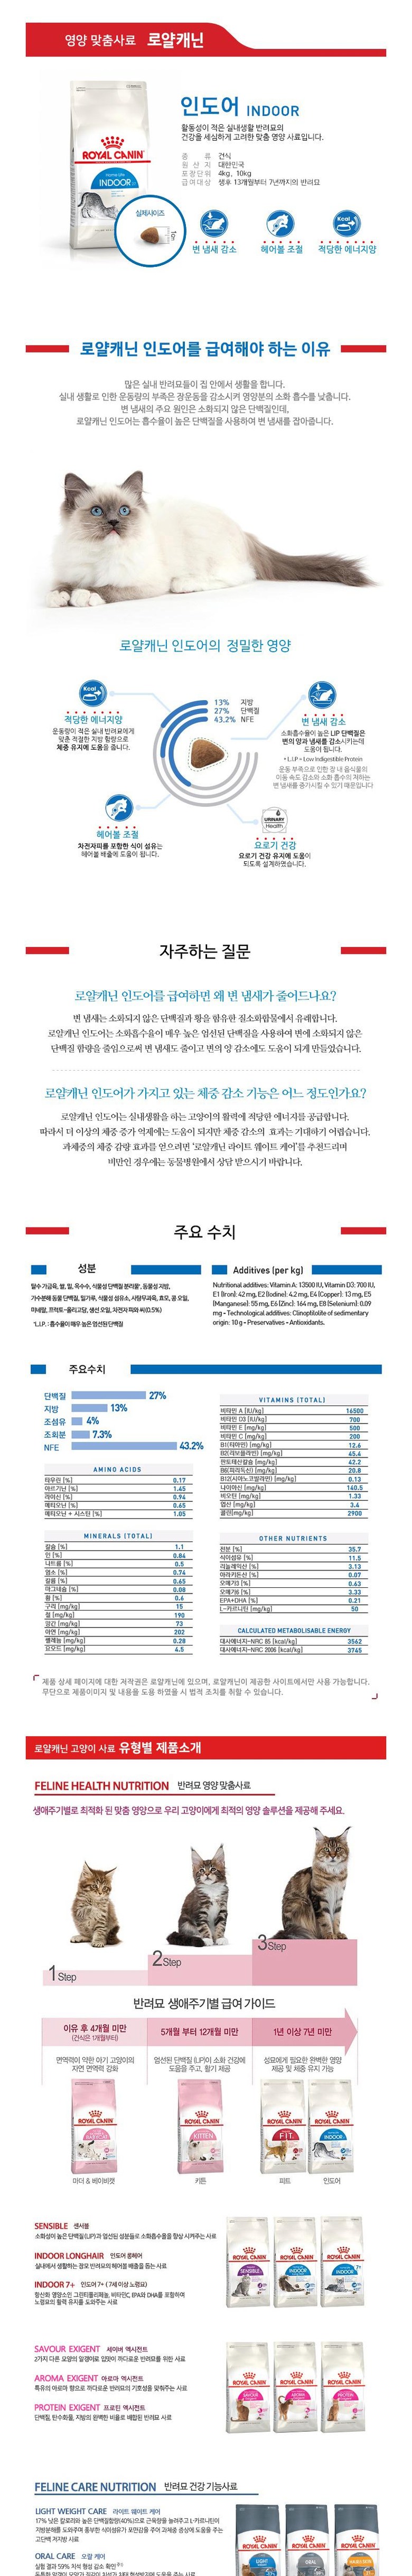 영양 맞춤사료 로얄캐닌
인도어 INDOOR
활동성이 적은 실내생활 반려묘의
건강을 세심하게 고려한 맞춤 영양 사료입니다.
종 류 건식
원 산 지 대한민국
포장단위 4kg, 10kg
급여대상 생후 13개월부터 7년까지의 반려묘
ROYAL CANIN
INDOOR
실제사이즈
변 냄새 감소 헤어볼 조절 적당한 에너지양
로얄캐닌 인도어를 급여해야 하는 이유
많은 실내 반려묘들이 집 안에서 생활을 합니다.
실내 생활로 인한 운동량의 부족은 장운동을 감소시켜 영양분의 소화 흡수를 낮춥니다.
변 냄새의 주요 원인은 소화되지 않은 단백질인데,
로얄캐닌 인도어는 흡수율이 높은 단백질을 사용하여 변 냄새를 잡아줍니다.
로얄캐닌 인도어의 정밀한 영양
Kcal
적당한 에너지양
운동량이 적은 실내 반려묘에게
맞춘 적절한 지방 함량으로
체중 유지에 도움을 줍니다.
13% 지방
27% 단백질
43.2% NFE
변 냄새 감소
소화흡수율이 높은 LIP 단백질은
변의 양과 냄새를 감소시키는데
도움이 됩니다.
* L.I.P = Low Indigestible Protein
운동 부족으로 인한 장 내 음식물의
이동 속도 감소와 소화 흡수의 저하는
변 냄새를 증가시킬 수 있기 때문입니다
헤어볼 조절
차전자피를 포함한 식이 섬유는
헤어볼 배출에 도움이 됩니다.
URINARY
Health
요로기 건강
요로기 건강 유지에 도움이
되도록 설계하였습니다.
자주하는 질문
로얄캐닌 인도어를 급여하면 왜 변 냄새가 줄어드나요?
변 냄새는 소화되지 않은 단백질과 황을 함유한 질소화합물에서 유래합니다.
로얄캐닌 인도어는 소화흡수율이 매우 높은 엄선된 단백질을 사용하여 변에 소화되지 않은
단백질 함량을 줄임으로써 변 냄새도 줄이고 변의 양 감소에도 도움이 되게 만들었습니다.
로얄캐닌 인도어가 가지고 있는 체중 감소 기능은 어느 정도인가요?
로얄캐닌 인도어는 실내생활을 하는 고양이의 활력에 적당한 에너지를 공급합니다.
따라서 더 이상의 체중 증가 억제에는 도움이 되지만 체중 감소의 효과는 기대하기 어렵습니다.
과체중의 체중 감량 효과를 얻으려면 '로얄캐닌 라이트 웨이트 케어'를 추천드리며
비만인 경우에는 동물병원에서 상담 받으시기 바랍니다.
주요 수치
성분
탈수 가금육, 쌀, 밀, 옥수수, 식물성 단백질 분리물*, 동물성 지방,
가수분해 동물 단백질, 밀가루, 식물성 섬유소, 사탕무우육, 효모, 콩 오일,
미네랄, 프럭토-올리고당, 생선 오일, 차전자 피와 씨(0.5%)
*L.I.P. : 흡수율이 매우 높은 엄선된 단백질
Additives (per kg)
Nutritional additives: Vitamin A: 13500 IU, Vitamin D3: 700 IU,
E1 (Iron): 42 mg, E2 (Iodine): 4.2 mg, E4 (Copper): 13 mg, E5
(Manganese): 55 mg, E6 (Zinc): 164 mg, E8 (Selenium): 0.09
mg - Technological additives: Clinoptilolite of sedimentary
origin: 10 g - Preservatives - Antioxidants.
주요수치
단백질 27%
지방 13%
조섬유 4%
조회분 7.3%
NFE 43.2%
AMINO ACIDS
타우린 [%] 0.17
아르기닌 [%] 1.45
라이신 [%] 0.94
메티오닌 [%] 0.65
메티오닌 + 시스틴 [%] 1.05
MINERALS (TOTAL)
칼슘 [%] 1.1
인 [%] 0.84
나트륨 [%] 0.5
염소 [%] 0.74
칼륨 [%] 0.65
마그네슘 [%] 0.08
황 [%] 0.6
구리 [mg/kg] 15
철 [mg/kg] 190
망간 [mg/kg] 73
아연 [mg/kg] 202
셀레늄 [mg/kg] 0.28
요오드 [mg/kg] 4.5
VITAMINS (TOTAL)
비타민 A [IU/kg] 16500
비타민 D3 [IU/kg] 700
비타민 E [mg/kg] 500
비타민 C [mg/kg] 200
B1(티아민) [mg/kg] 12.6
B2(리보플라빈) [mg/kg] 45.4
판토테산칼슘 [mg/kg] 42.2
B6(피리독신) [mg/kg] 20.8
B12(시아노코발라민) [mg/kg] 0.13
나이아신 [mg/kg] 140.5
비오틴 [mg/kg] 1.33
엽산 [mg/kg] 3.4
콜린[mg/kg] 2900
OTHER NUTRIENTS
전분 [%] 35.7
식이섬유 [%] 11.5
리놀레익산 [%] 3.13
아라키돈산 [%] 0.07
오메가3 [%] 0.63
오메가6 [%] 3.33
EPA+DHA [%] 0.21
L-카르니틴 [mg/kg] 50
CALCULATED METABOLISABLE ENERGY
대사에너지-NRC 85 [kcal/kg] 3562
대사에너지-NRC 2006 [kcal/kg] 3745
제품 상세 페이지에 대한 저작권은 로얄캐닌에 있으며, 로얄캐닌이 제공한 사이트에서만 사용 가능합니다.
무단으로 제품이미지 및 내용을 도용 하였을 시 법적 조치를 취할 수 있습니다.
로얄캐닌 고양이 사료 유형별 제품소개
FELINE HEALTH NUTRITION 반려묘 영양 맞춤사료
생애주기별로 최적화 된 맞춤 영양으로 우리 고양이에게 최적의 영양 솔루션을 제공해 주세요.
1 Step
2 Step
3 Step
반려묘 생애주기별 급여 가이드
이유 후 4개월 미만
(건식은 1개월부터)
5개월 부터 12개월 미만
1년 이상 7년 미만
면역력이 약한 아기 고양이의
자연 면역력 강화
엄선된 단백질 (LIP)이 소화 건강에
도움을 주고, 활기 제공
성묘에게 필요한 완벽한 영양
제공 및 체중 유지 가능
마더 & 베이비캣
키튼
피트
인도어
SENSIBLE 센서블
소화성이 높은 단백질(LIP)과 엄선된 성분들로 소화흡수율을 향상 시켜주는 사료
INDOOR LONGHAIR 인도어 롱헤어
실내에서 생활하는 장모 반려묘의 헤어볼 배출을 돕는 사료
INDOOR 7+ 인도어 7+ ( 7세 이상 노령묘)
항산화 영양소인 그린티폴리페놀, 비타민C, EPA와 DHA를 포함하여
노령묘의 활력 유지를 도와주는 사료
SAVOUR EXIGENT 세이버 엑시전트
2가지 다른 모양의 알갱이로 입맛이 까다로운 반려묘를 위한 사료
AROMA EXIGENT 아로마 엑시전트
특유의 아로마 향으로 까다로운 반려묘의 기호성을 맞춰주는 사료
PROTEIN EXIGENT 프로틴 엑시전트
단백질, 탄수화물, 지방의 완벽한 비율로 배합된 반려묘 사료
FELINE CARE NUTRITION 반려묘 건강 기능사료
LIGHT WEIGHT CARE 라이트 웨이트 케어
17% 낮은 칼로리와 높은 단백질함량(40%)으로 근육량을 늘려주고 L-카르니틴이
지방분해를 도와주며 풍부한 식이섬유가 포만감을 주어 과체중 증상에 도움을 주는
고단백 저지방 사료
ORAL CARE 오랄 케어
실험 결과 59% 치석 형성 감소 확인